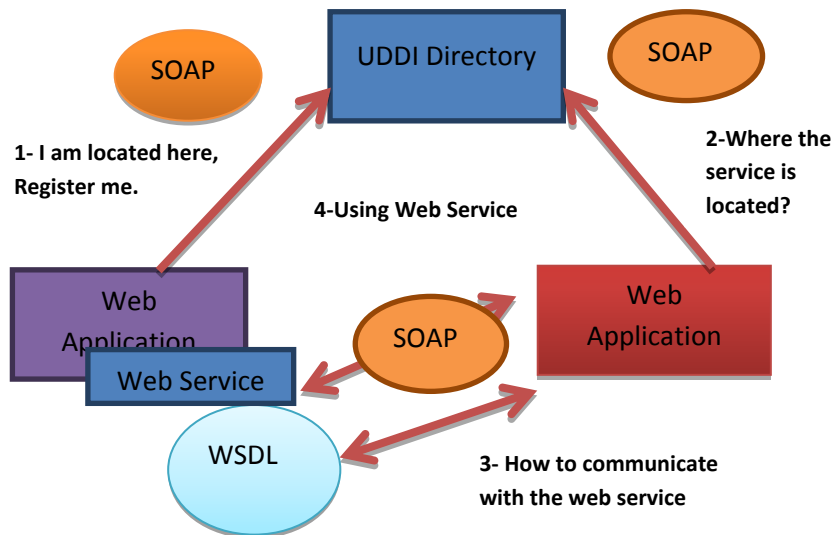 SOAP
UDDI Directory
SOAP
1- I am located here,
Register me.
2-Where the
service is
located?
4-Using Web Service
Web
Application
Web Service
SOAP
Web
Application
WSDL
3- How to communicate
with the web service